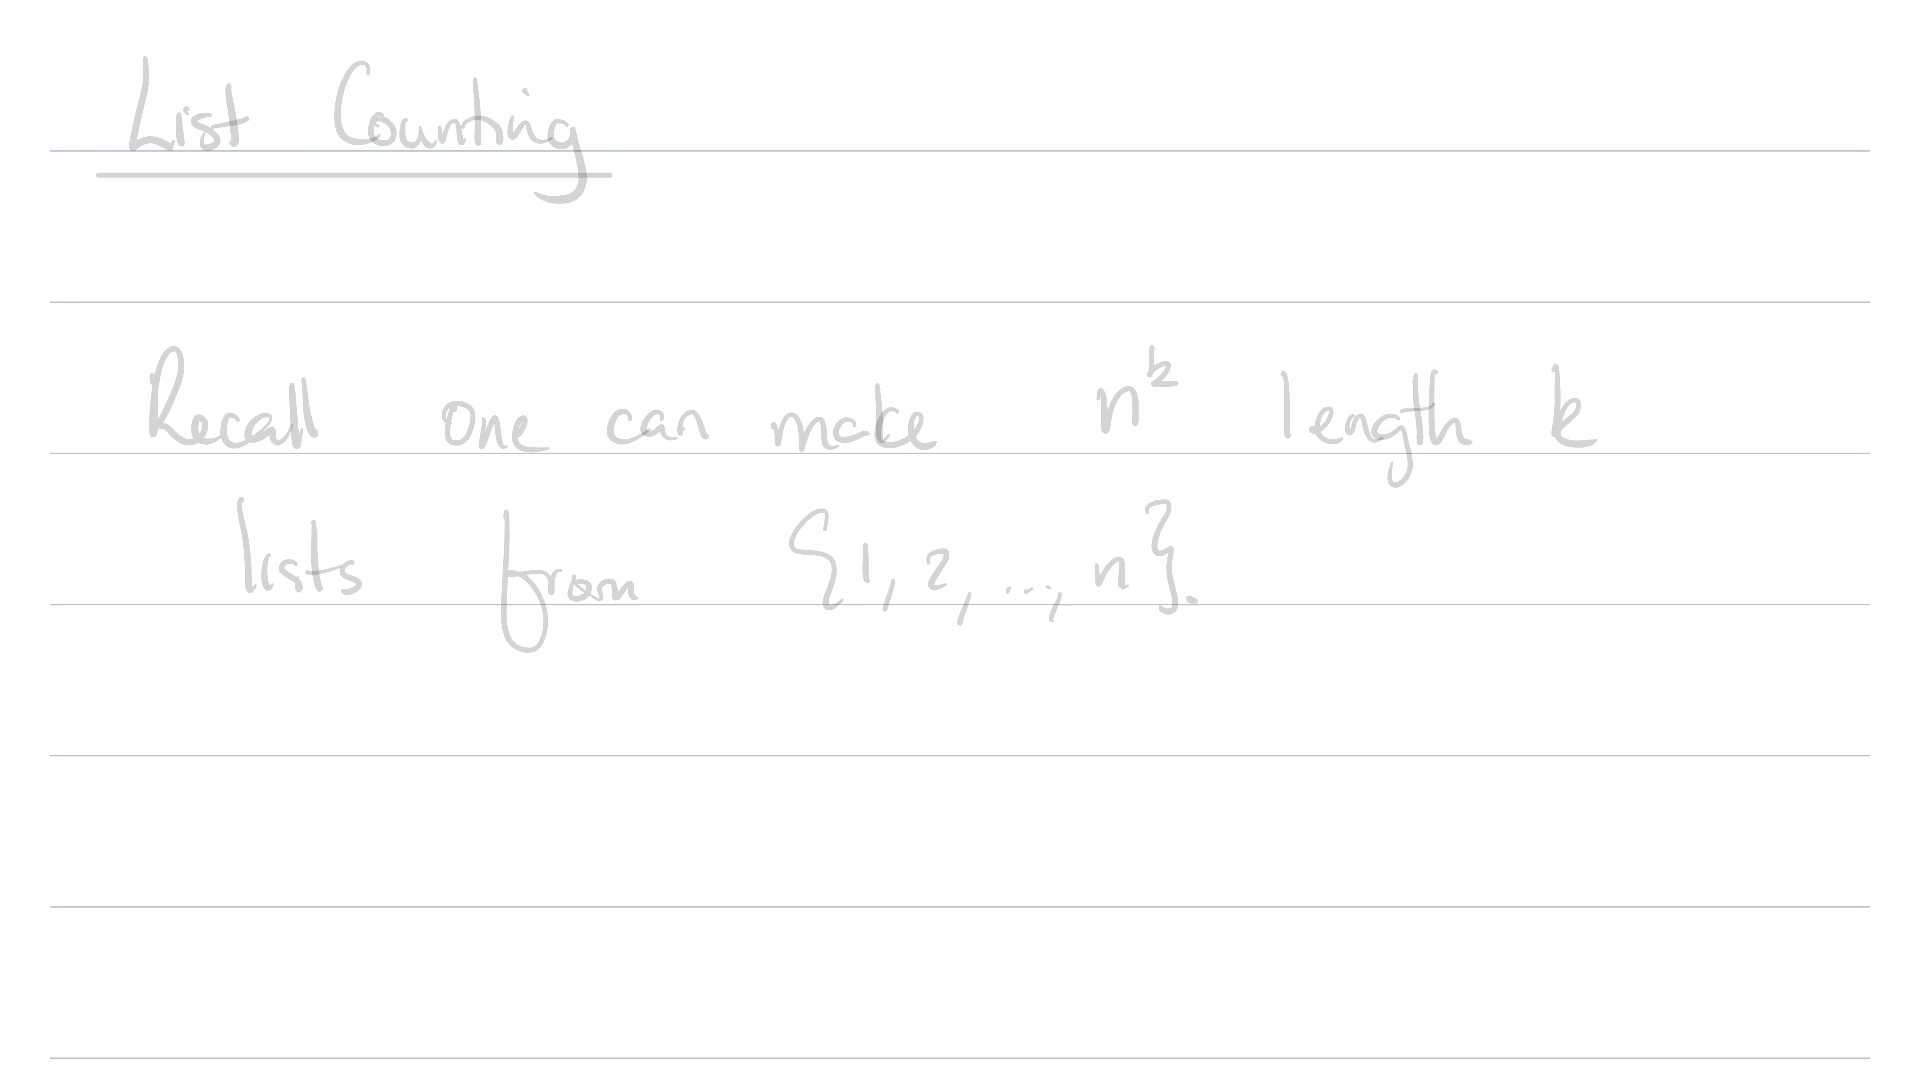 List Counting
Recall one can make n^k length k
lists from {1, 2, ..., n}.